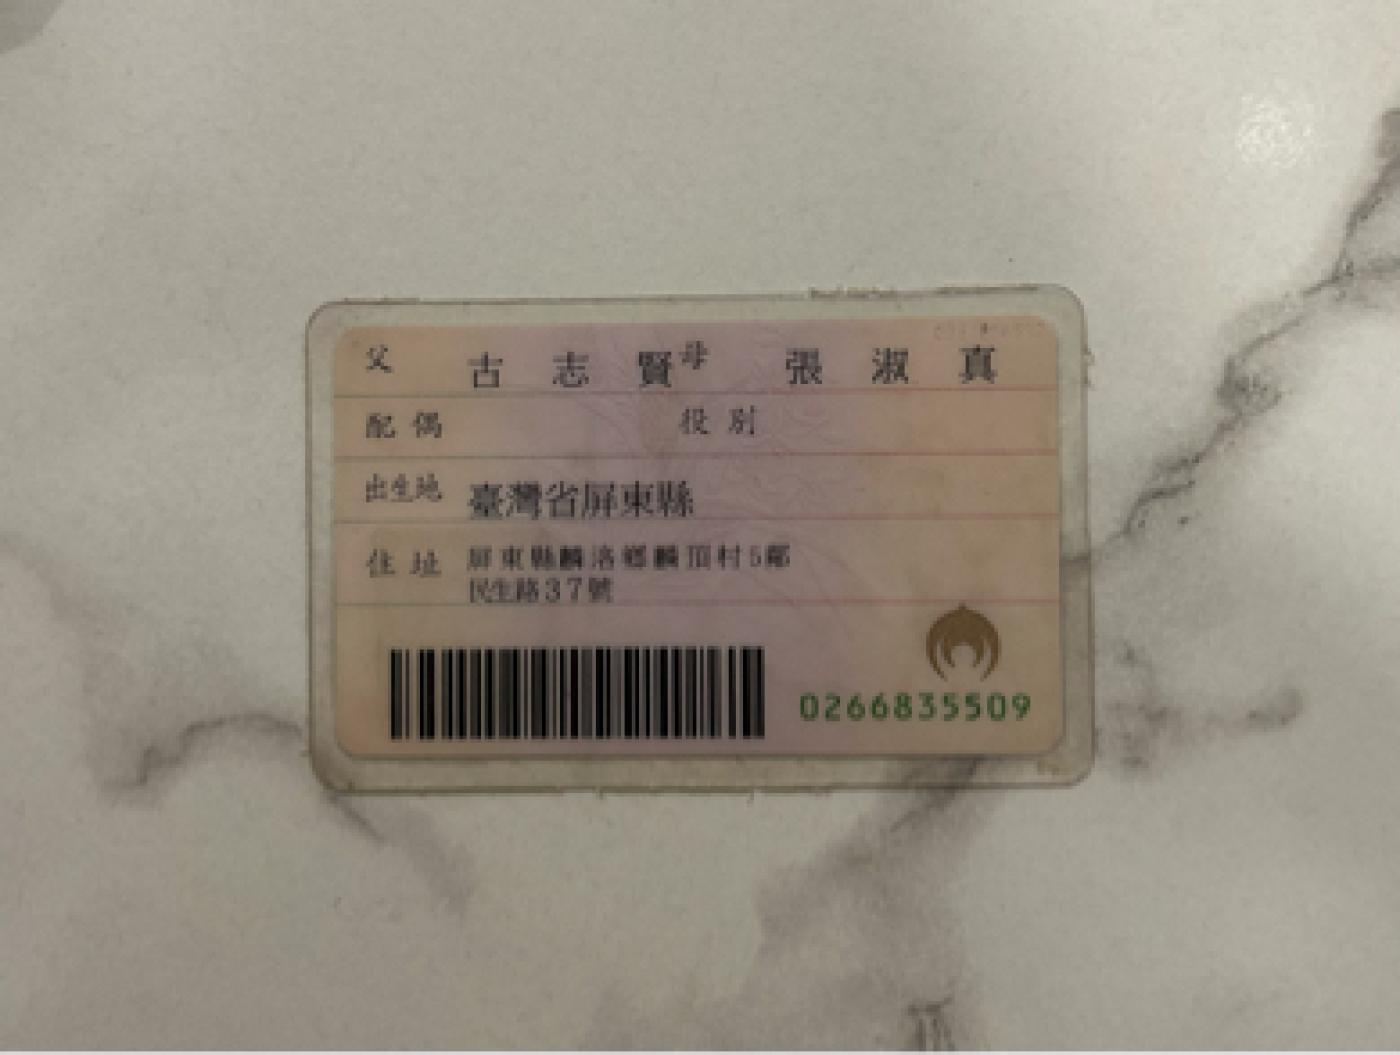 父 古志賢 母 張淑真
配偶 役別
出生地 臺灣省屏東縣
住址 屏東縣麟洛鄉麟頂村5鄰
民生路37號
0266835509